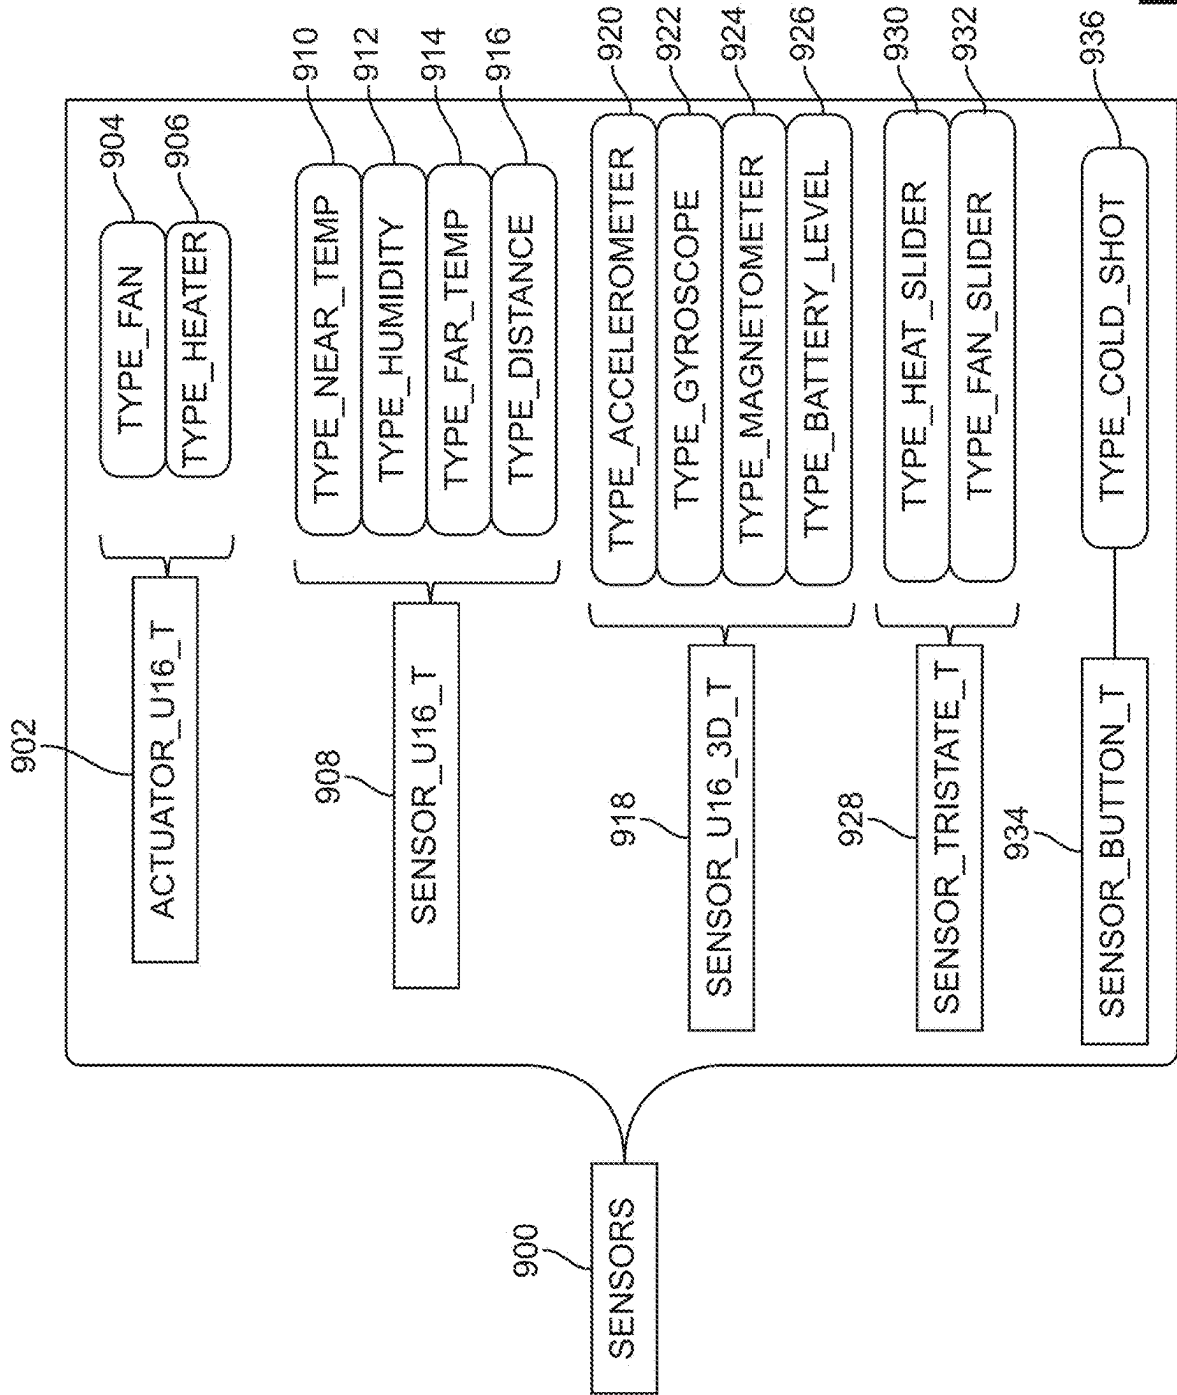 900
SENSORS
902
ACTUATOR_U16_T
904
TYPE_FAN
906
TYPE_HEATER
908
SENSOR_U16_T
910
TYPE_NEAR_TEMP
912
TYPE_HUMIDITY
914
TYPE_FAR_TEMP
916
TYPE_DISTANCE
918
SENSOR_U16_3D_T
920
TYPE_ACCELEROMETER
922
TYPE_GYROSCOPE
924
TYPE_MAGNETOMETER
926
TYPE_BATTERY_LEVEL
928
SENSOR_TRISTATE_T
930
TYPE_HEAT_SLIDER
932
TYPE_FAN_SLIDER
934
SENSOR_BUTTON_T
936
TYPE_COLD_SHOT